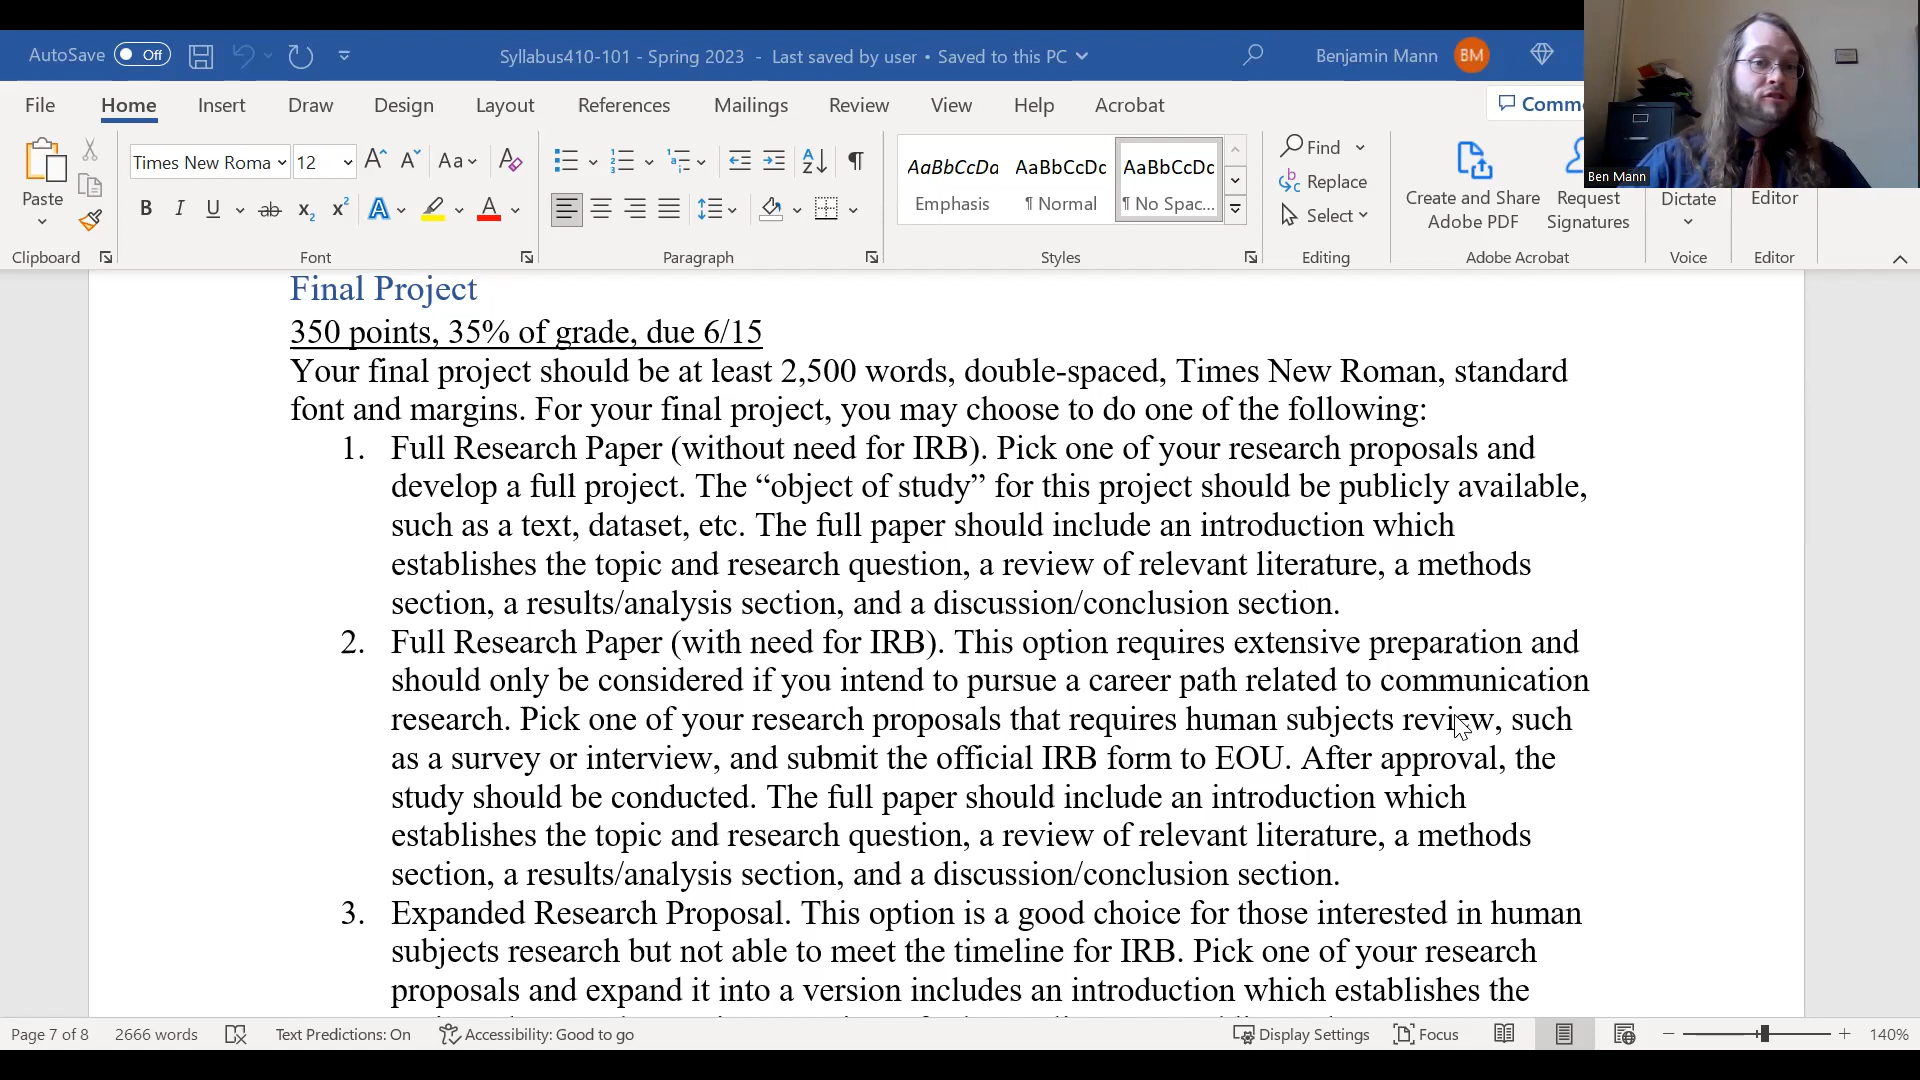 AutoSave Off Syllabus410-101 - Spring 2023 - Last saved by user • Saved to this PC Benjamin Mann BM
File Home Insert Draw Design Layout References Mailings Review View Help Acrobat Comm
Ben Mann
Paste
Clipboard
Times New Roma 12 Aa
B I U ab x2 x2 A A
Font
Paragraph
AaBbCcDd AaBbCcDc AaBbCcDc
Emphasis ¶ Normal ¶ No Spac...
Styles
Find
Replace
Select
Editing
Create and Share Adobe PDF
Request Signatures
Adobe Acrobat
Dictate
Voice
Editor
Editor
Final Project
350 points, 35% of grade, due 6/15
Your final project should be at least 2,500 words, double-spaced, Times New Roman, standard
font and margins. For your final project, you may choose to do one of the following:
1. Full Research Paper (without need for IRB). Pick one of your research proposals and
develop a full project. The “object of study” for this project should be publicly available,
such as a text, dataset, etc. The full paper should include an introduction which
establishes the topic and research question, a review of relevant literature, a methods
section, a results/analysis section, and a discussion/conclusion section.
2. Full Research Paper (with need for IRB). This option requires extensive preparation and
should only be considered if you intend to pursue a career path related to communication
research. Pick one of your research proposals that requires human subjects review, such
as a survey or interview, and submit the official IRB form to EOU. After approval, the
study should be conducted. The full paper should include an introduction which
establishes the topic and research question, a review of relevant literature, a methods
section, a results/analysis section, and a discussion/conclusion section.
3. Expanded Research Proposal. This option is a good choice for those interested in human
subjects research but not able to meet the timeline for IRB. Pick one of your research
proposals and expand it into a version includes an introduction which establishes the
Page 7 of 8 2666 words Text Predictions: On Accessibility: Good to go Display Settings Focus 140%